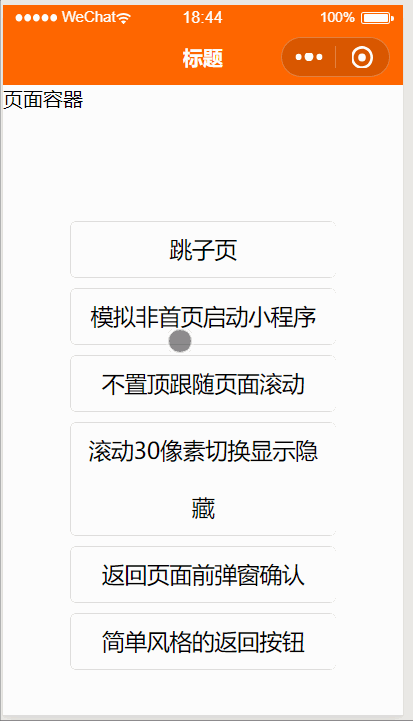 WeChat 18:44 100%
标题
页面容器
跳子页
模拟非首页启动小程序
不置顶跟随页面滚动
滚动30像素切换显示隐
藏
返回页面前弹窗确认
简单风格的返回按钮